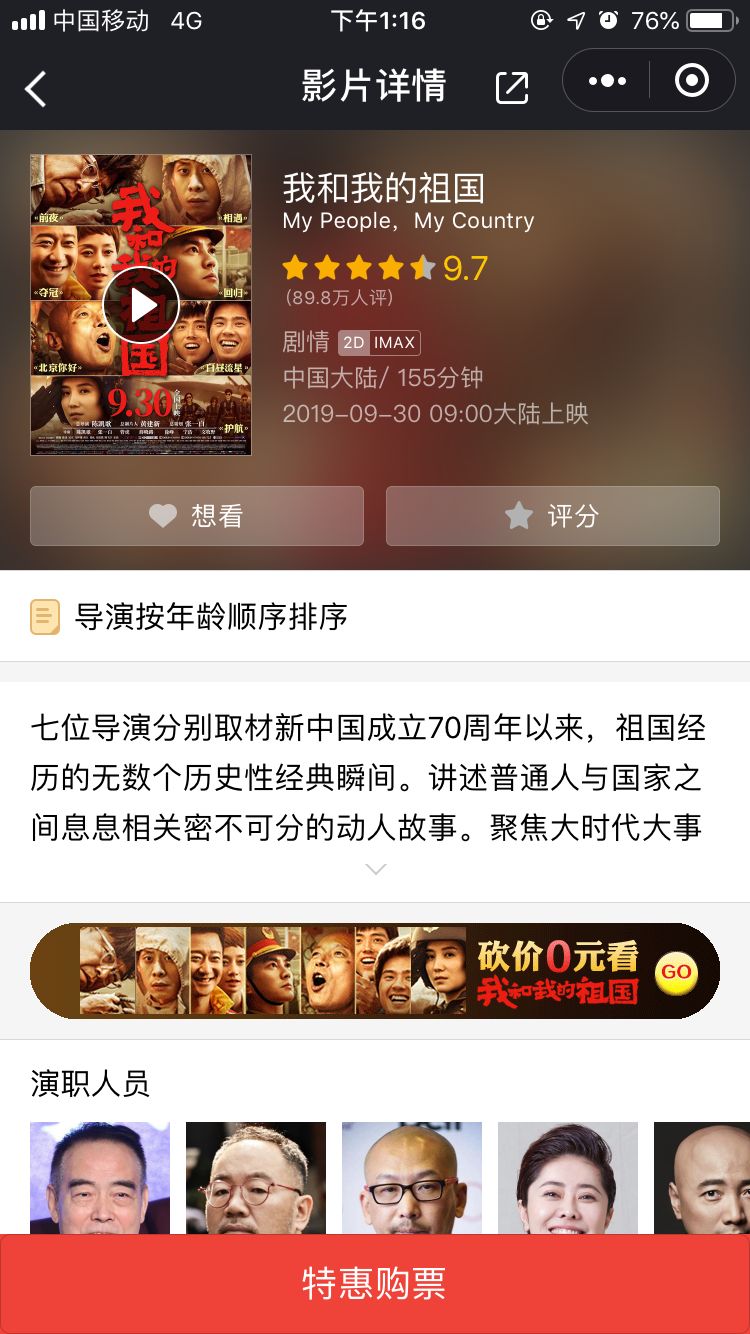 中国移动 4G 下午1:16 76%
影片详情
我和我的祖国
My People，My Country
9.7
(89.8万人评)
剧情 2D IMAX
中国大陆/ 155分钟
2019-09-30 09:00大陆上映
《前夜》
《相遇》
《夺冠》
《回归》
《北京你好》
《白昼流星》
《护航》
我和我的祖国
9.30
想看
评分
导演按年龄顺序排序
七位导演分别取材新中国成立70周年以来，祖国经
历的无数个历史性经典瞬间。讲述普通人与国家之
间息息相关密不可分的动人故事。聚焦大时代大事
砍价0元看
我和我的祖国
GO
演职人员
特惠购票